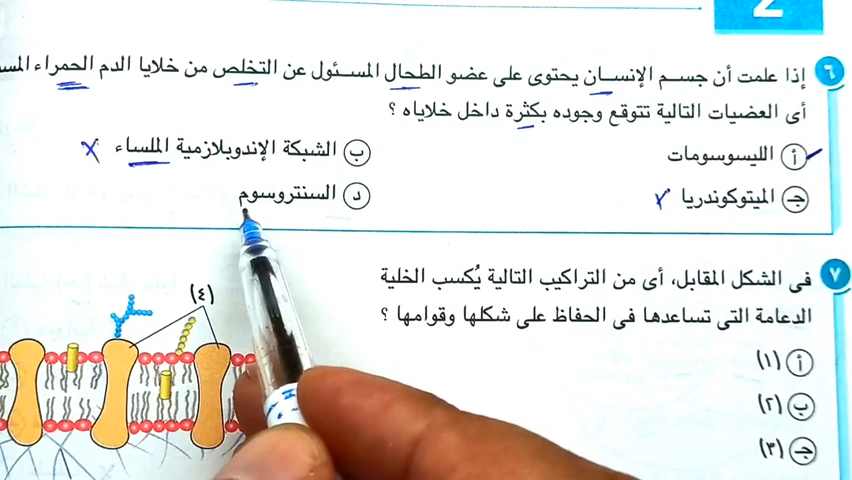 2
٦ إذا علمت أن جسم الإنسان يحتوى على عضو الطحال المسئول عن التخلص من خلايا الدم الحمراء
أى العضيات التالية تتوقع وجوده بكثرة داخل خلاياه ؟
أ الليسوسومات ب الشبكة الإندوبلازمية الملساء
جـ الميتوكوندريا د السنتروسوم
٧ فى الشكل المقابل، أى من التراكيب التالية يُكسب الخلية
الدعامة التى تساعدها فى الحفاظ على شكلها وقوامها ؟
(٤)
أ (١)
ب (٢)
جـ (٣)